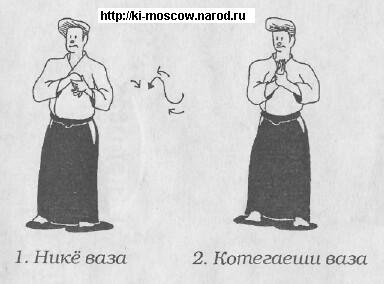 http://ki-moscow.narod.ru
1. Никё ваза
2. Котегаеши ваза